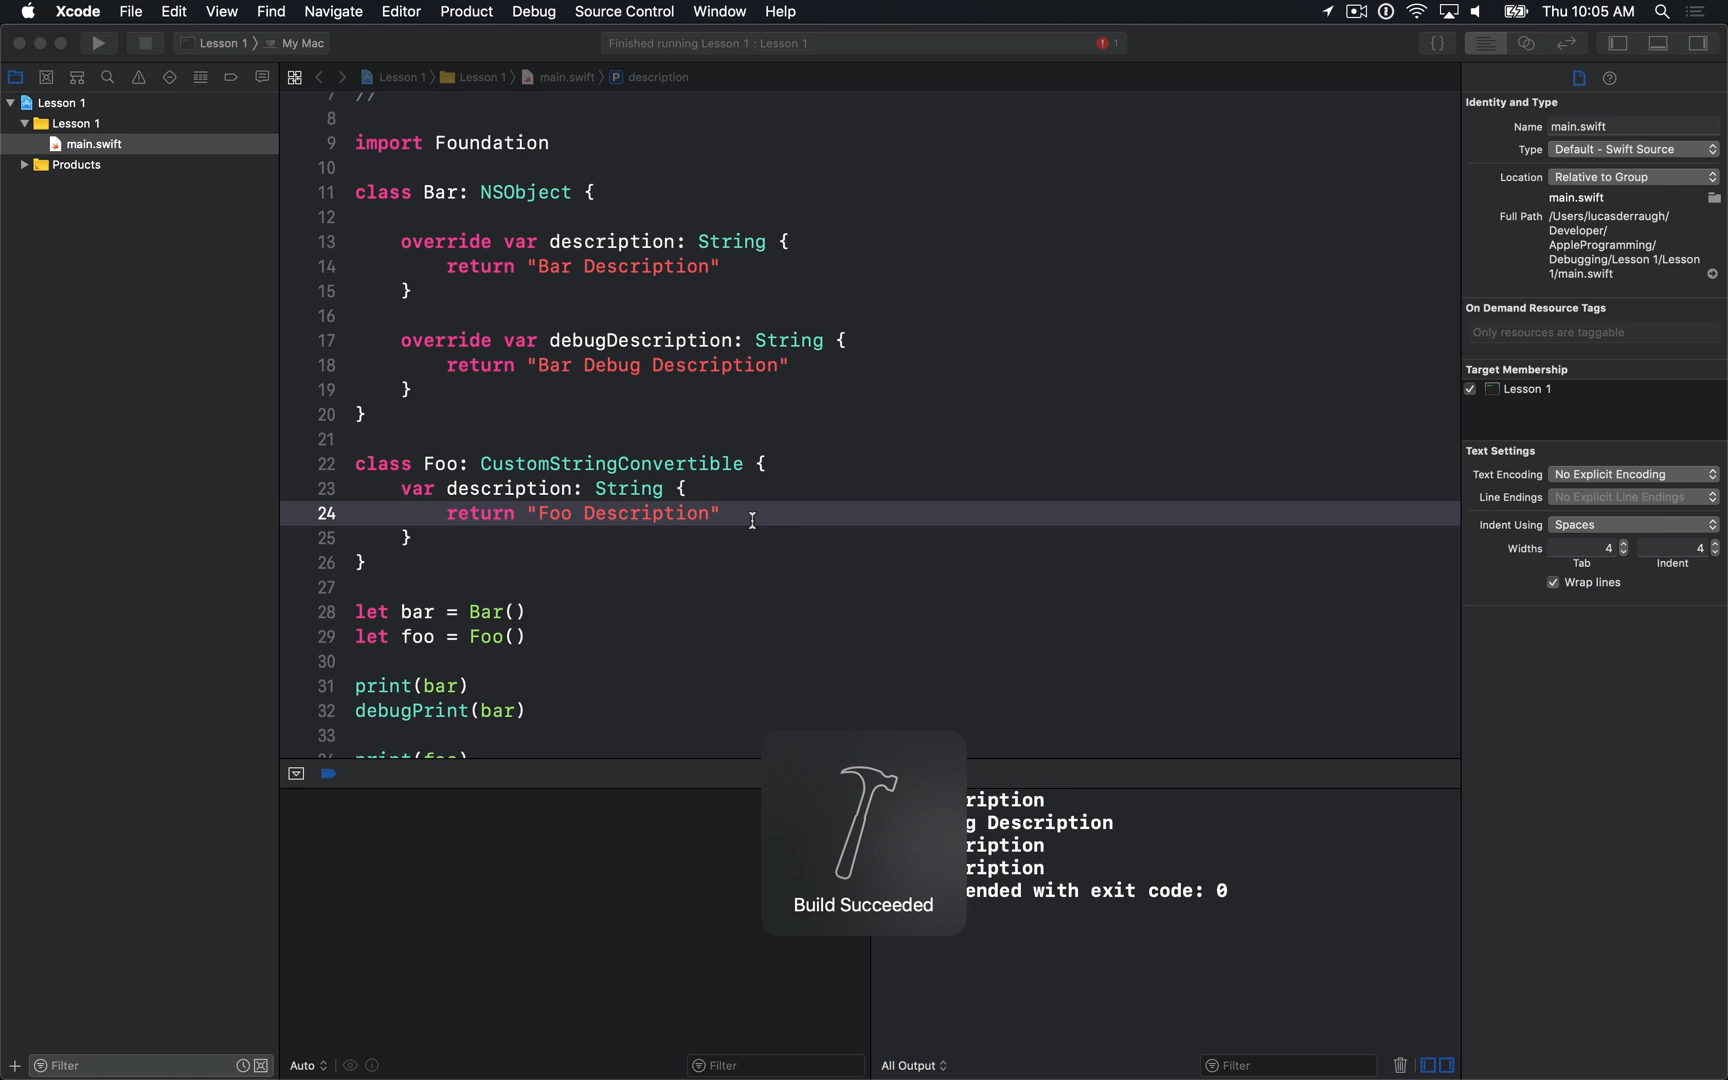 Xcode File Edit View Find Navigate Editor Product Debug Source Control Window Help Thu 10:05 AM
Lesson 1 My Mac Finished running Lesson 1 : Lesson 1 1
Lesson 1 Lesson 1 main.swift P description
Lesson 1
Lesson 1
main.swift
Products
//
8
9 import Foundation
10
11 class Bar: NSObject {
12
13 override var description: String {
14 return "Bar Description"
15 }
16
17 override var debugDescription: String {
18 return "Bar Debug Description"
19 }
20 }
21
22 class Foo: CustomStringConvertible {
23 var description: String {
24 return "Foo Description"
25 }
26 }
27
28 let bar = Bar()
29 let foo = Foo()
30
31 print(bar)
32 debugPrint(bar)
33
Build Succeeded
ription
g Description
ription
ription
ended with exit code: 0
Filter
Auto
Filter
All Output
Filter
Identity and Type
Name main.swift
Type Default - Swift Source
Location Relative to Group
main.swift
Full Path /Users/lucasderraugh/
Developer/
AppleProgramming/
Debugging/Lesson 1/Lesson
1/main.swift
On Demand Resource Tags
Only resources are taggable
Target Membership
Lesson 1
Text Settings
Text Encoding No Explicit Encoding
Line Endings No Explicit Line Endings
Indent Using Spaces
Widths 4 4
Tab Indent
Wrap lines